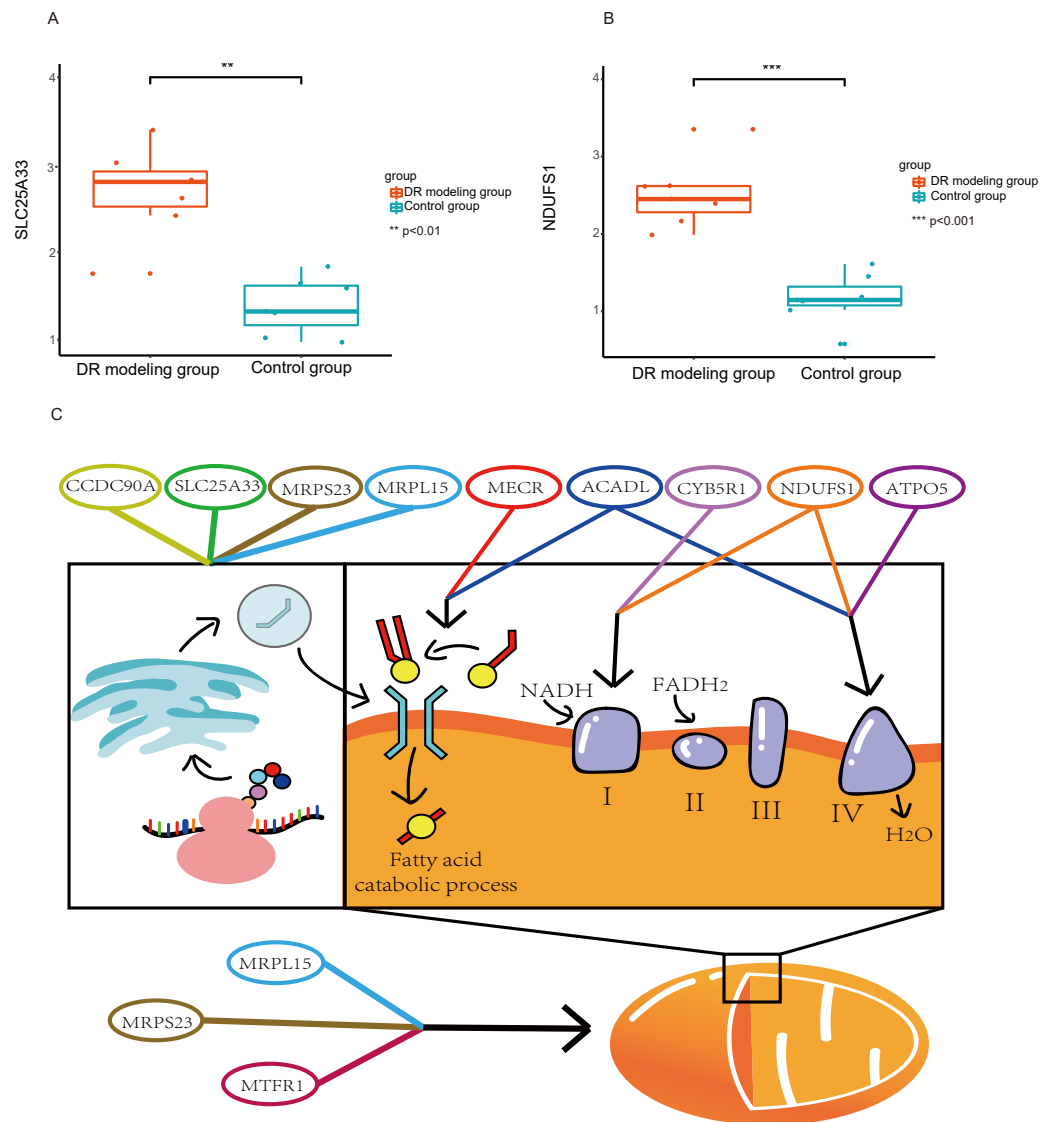 A
**
4
3
2
1
SLC25A33
DR modeling group
Control group
group
DR modeling group
Control group
** p<0.01
B
***
4
3
2
1
NDUFS1
DR modeling group
Control group
group
DR modeling group
Control group
*** p<0.001
C
CCDC90A
SLC25A33
MRPS23
MRPL15
MECR
ACADL
CYB5R1
NDUFS1
ATPO5
NADH
FADH2
I
II
III
IV
H2O
Fatty acid
catabolic process
MRPL15
MRPS23
MTFR1